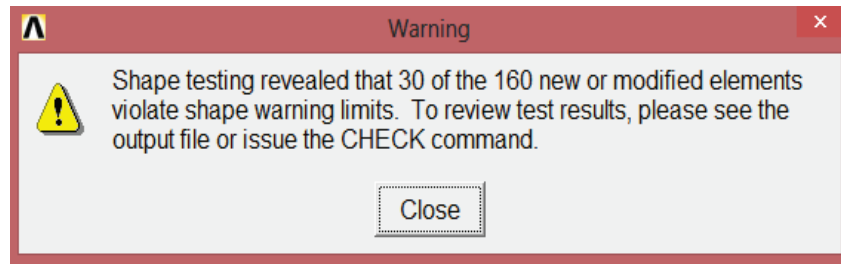 Warning
Shape testing revealed that 30 of the 160 new or modified elements
violate shape warning limits.  To review test results, please see the
output file or issue the CHECK command.
Close